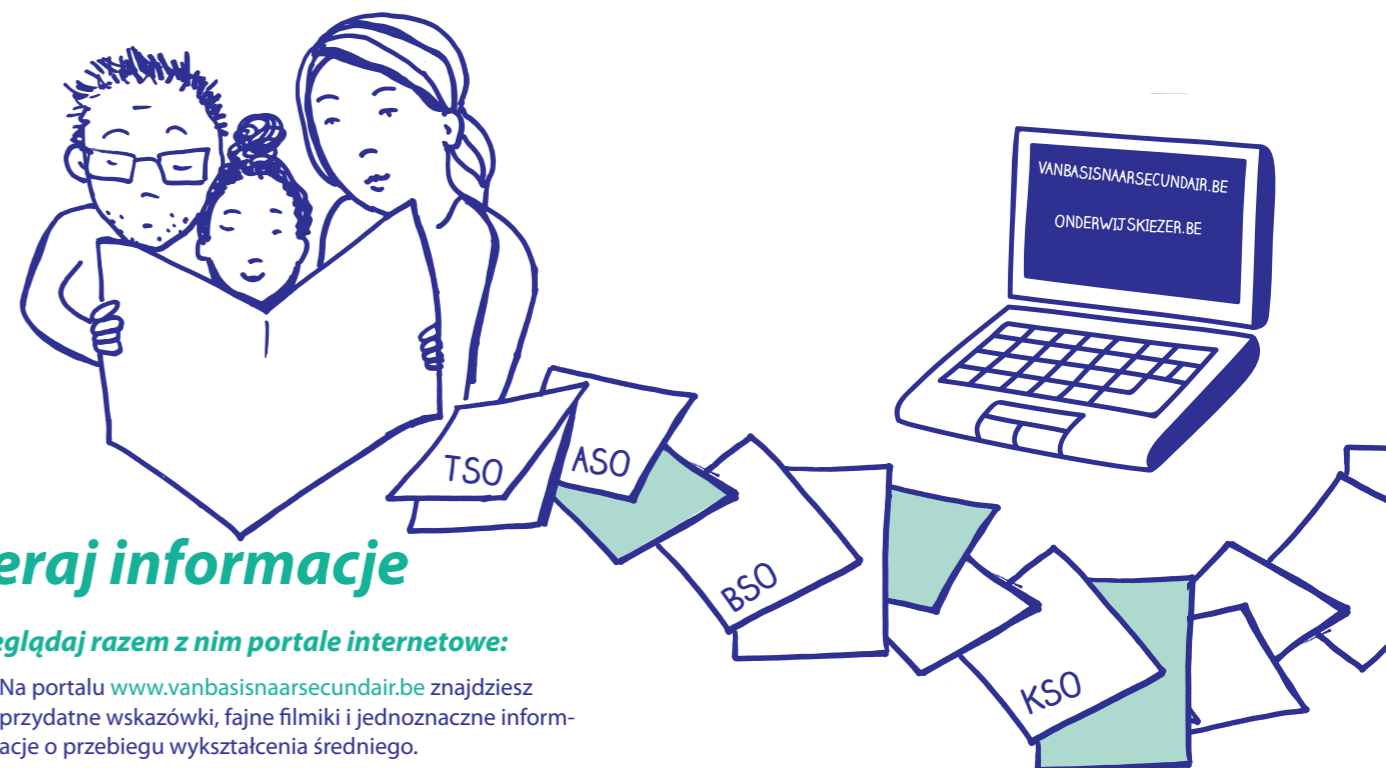 VANBASISNAARSECUNDAIR.BE
ONDERWIJSKIEZER.BE
TSO
ASO
BSO
KSO
eraj informacje
eglądaj razem z nim portale internetowe:
Na portalu www.vanbasisnaarsecundair.be znajdziesz
przydatne wskazówki, fajne filmiki i jednoznaczne inform-
acje o przebiegu wykształcenia średniego.